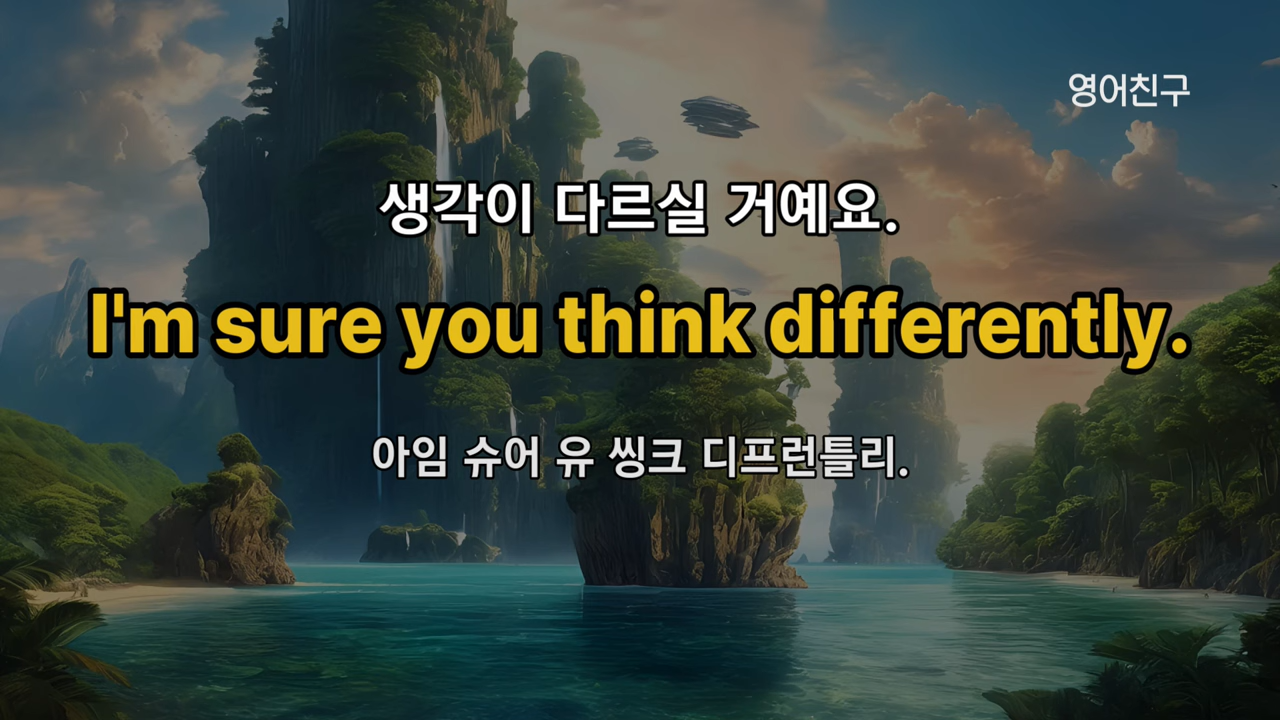 영어친구
생각이 다르실 거예요.
I'm sure you think differently.
아임 슈어 유 씽크 디프런틀리.